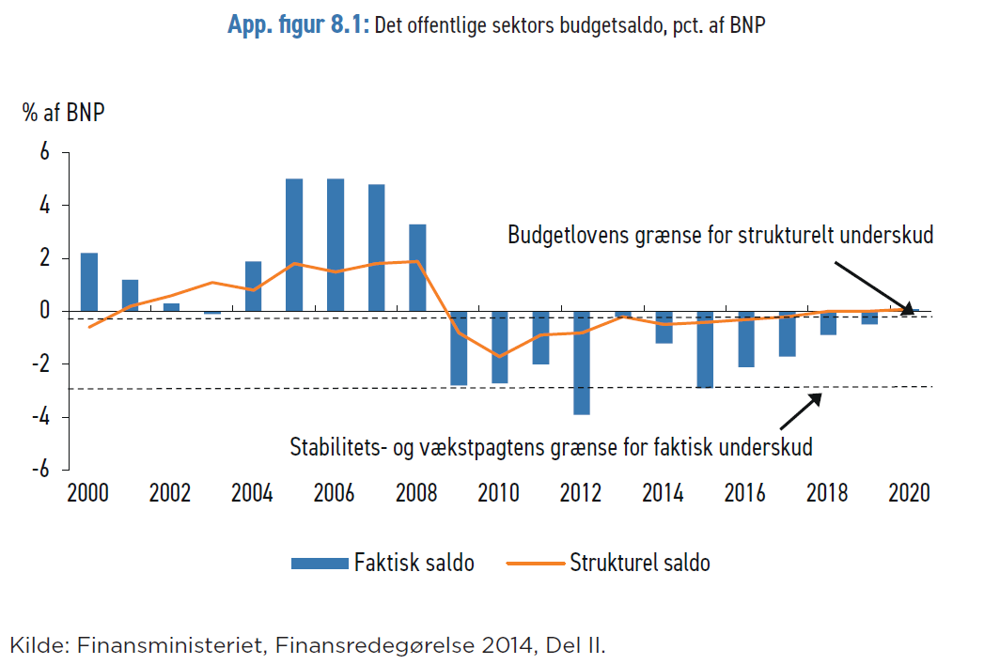 App. figur 8.1: Det offentlige sektors budgetsaldo, pct. af BNP
% af BNP
6
4
2
0
-2
-4
-6
Budgetlovens grænse for strukturelt underskud
Stabilitets- og vækstpagtens grænse for faktisk underskud
2000 2002 2004 2006 2008 2010 2012 2014 2016 2018 2020
Faktisk saldo Strukturel saldo
Kilde: Finansministeriet, Finansredegørelse 2014, Del II.